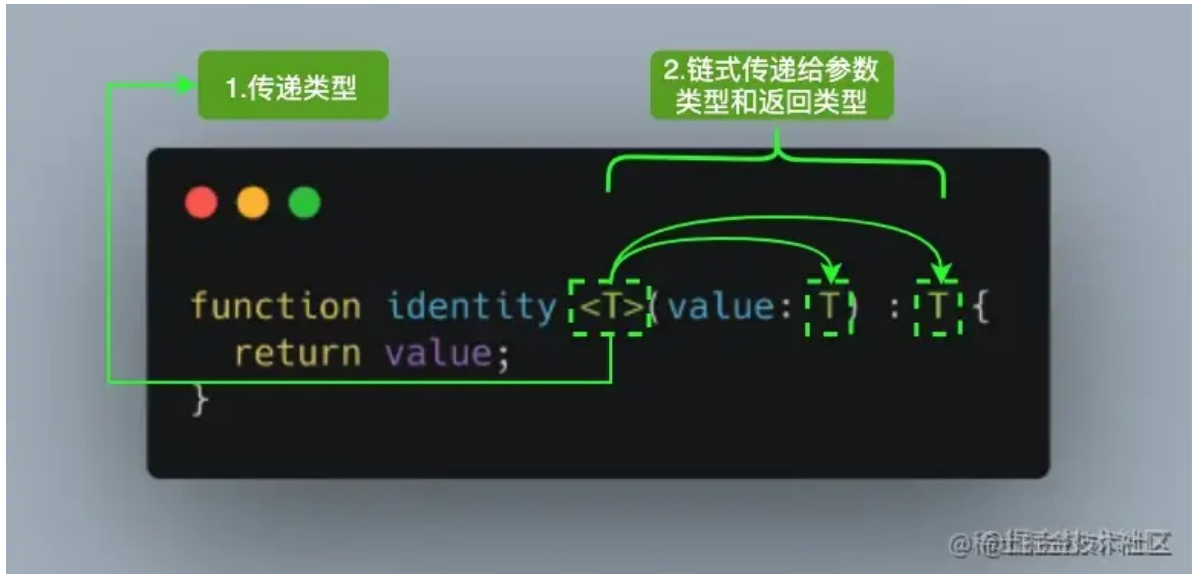 1.传递类型
2.链式传递给参数
类型和返回类型
function identity <T>(value: T) : T {
return value;
}